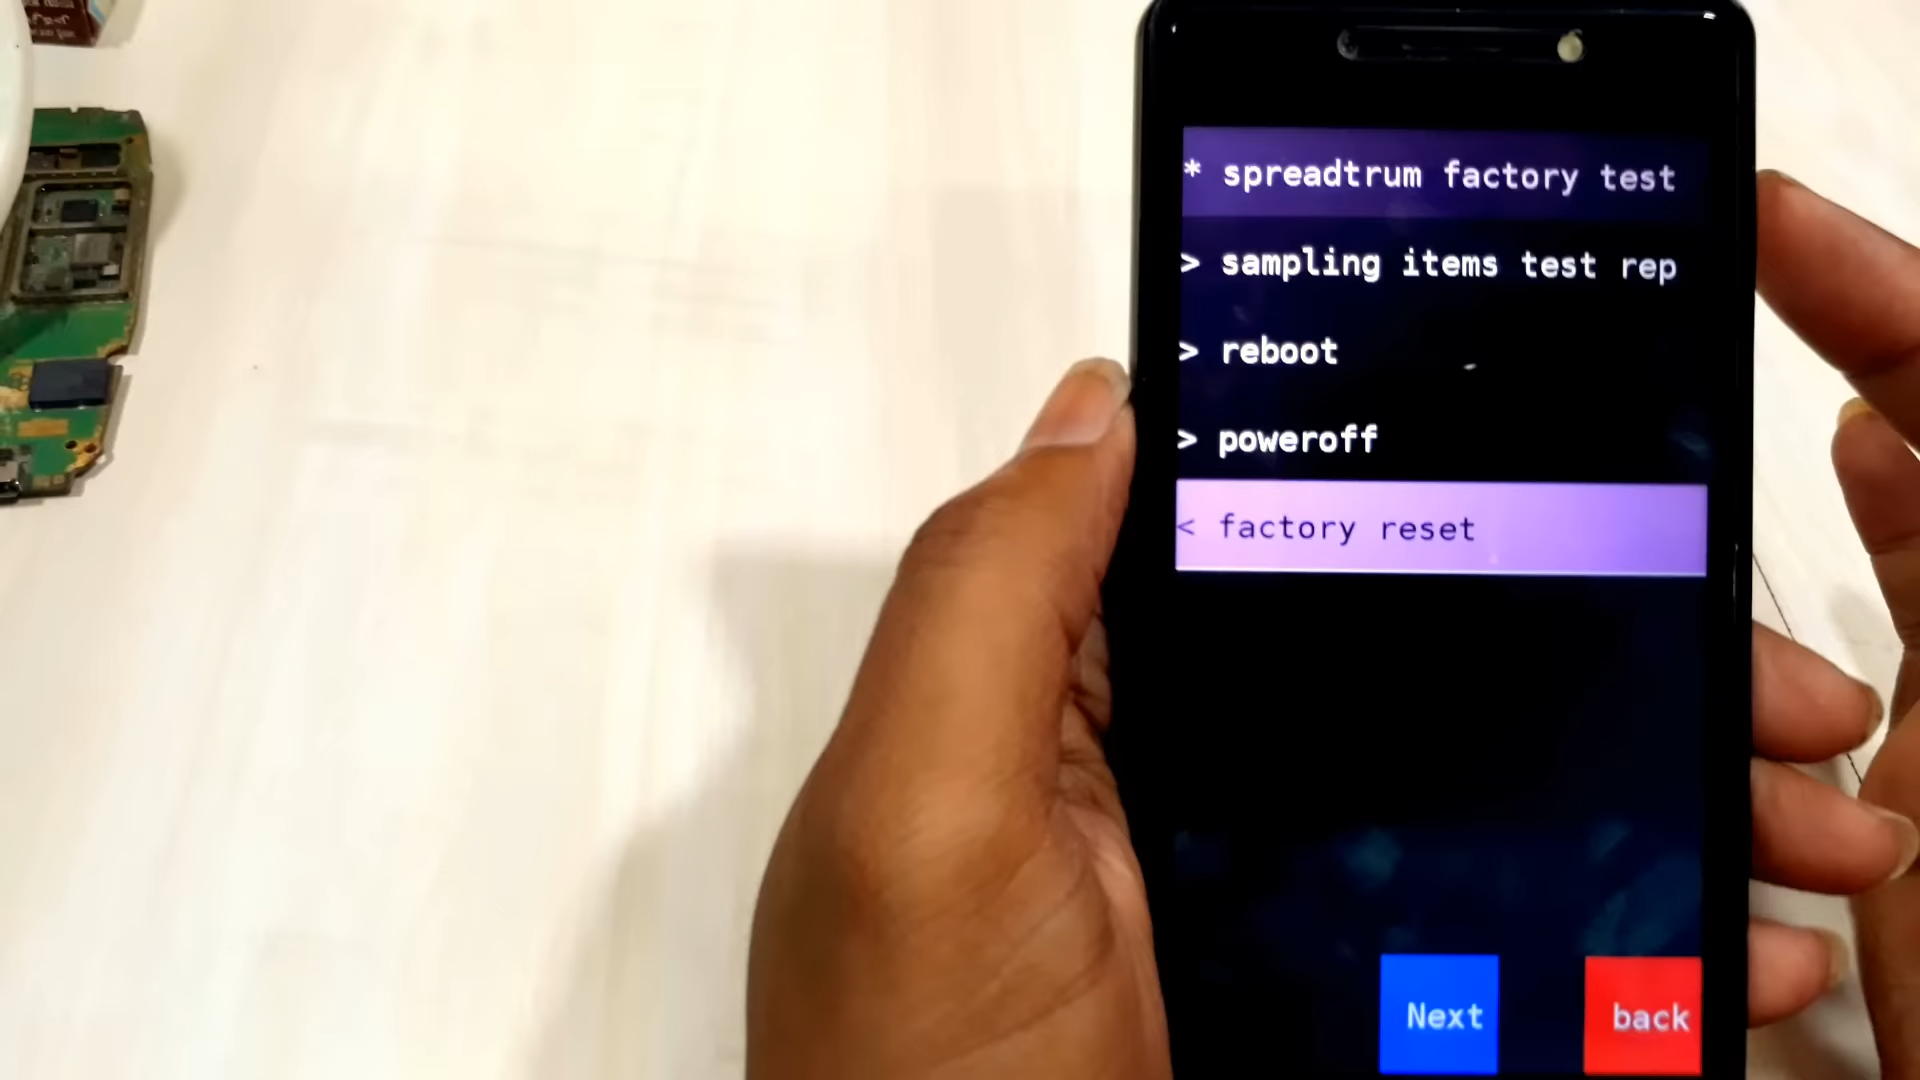 * spreadtrum factory test
> sampling items test rep
> reboot
> poweroff
< factory reset
Next
back